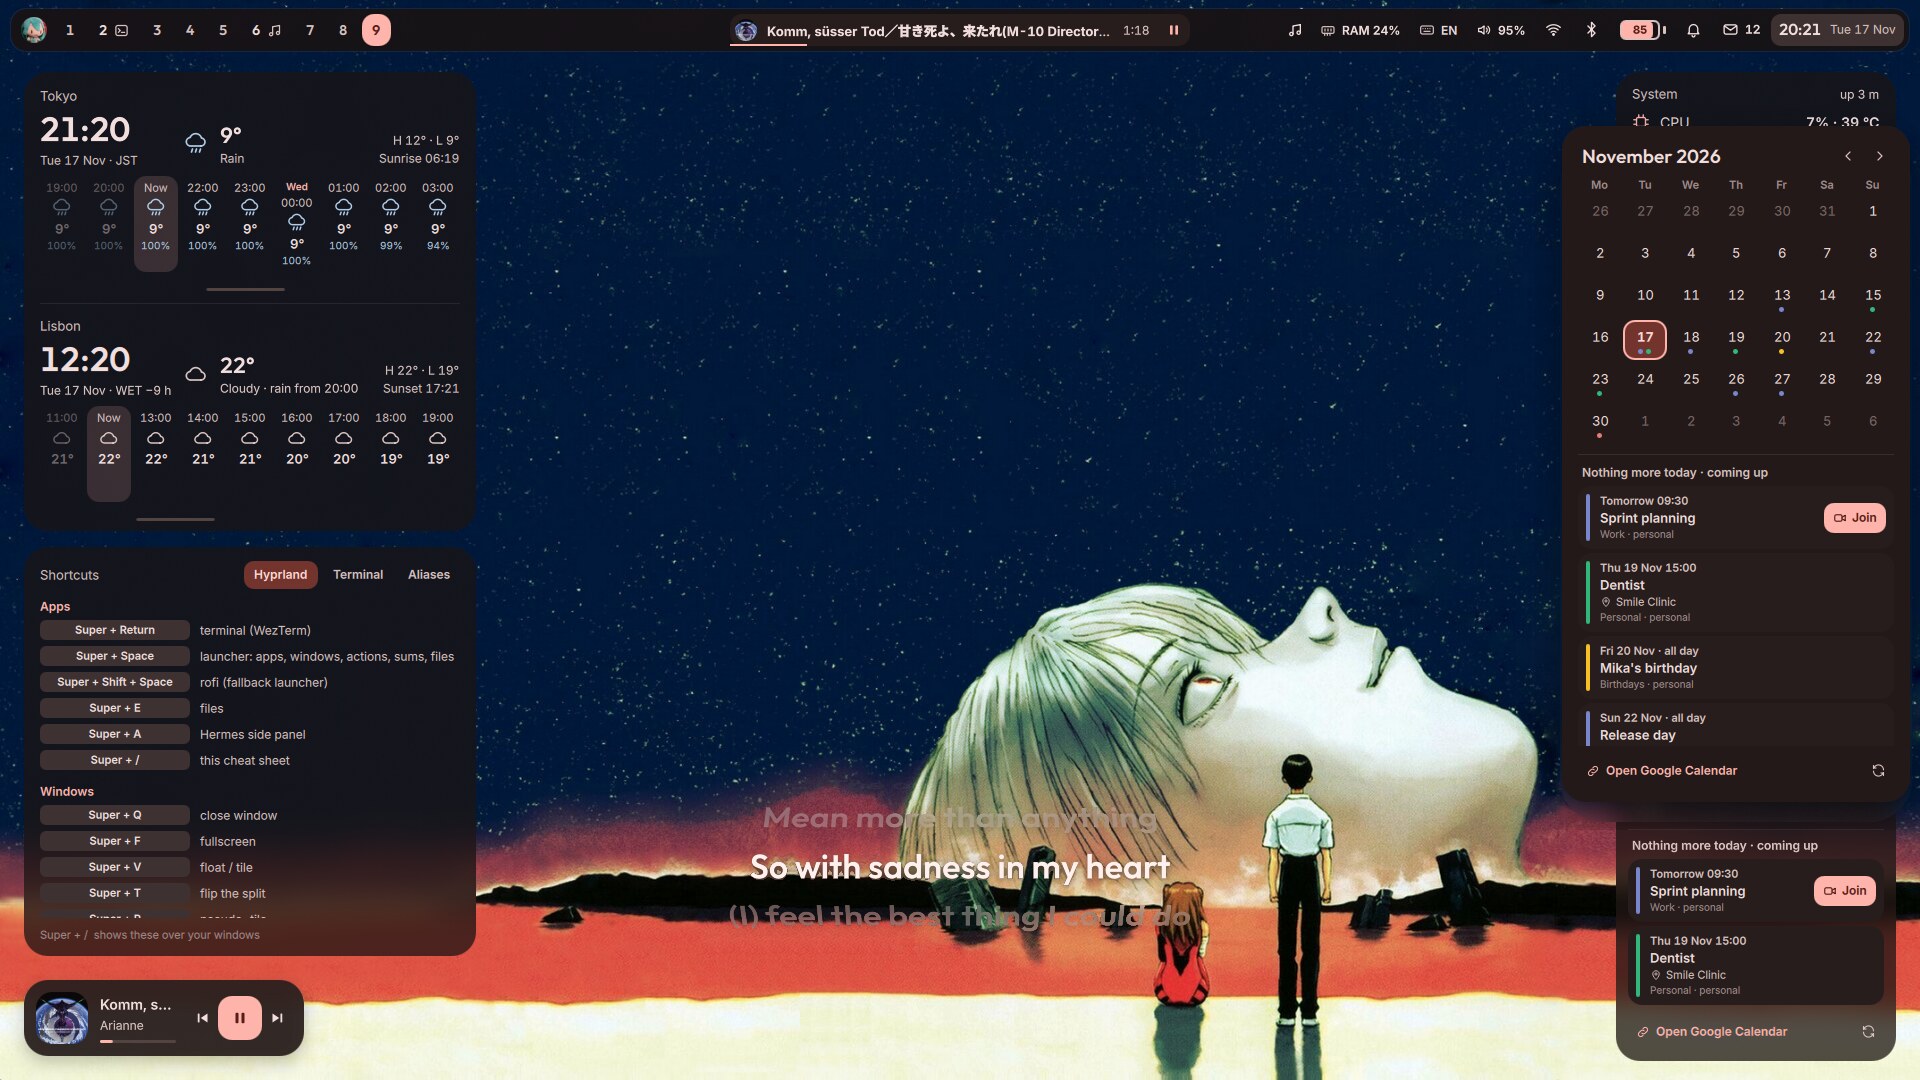 1 2 3 4 5 6 7 8 9
Komm, süsser Tod／甘き死よ、来たれ(M-10 Director... 1:18
RAM 24% EN 95% 85 12 20:21 Tue 17 Nov
Tokyo
21:20 9° H 12° · L 9°
Tue 17 Nov · JST Rain Sunrise 06:19
19:00 20:00 Now 22:00 23:00 Wed 00:00 01:00 02:00 03:00
9° 9° 9° 9° 9° 9° 9° 9° 9°
100% 100% 100% 100% 100% 100% 100% 99% 94%
Lisbon
12:20 22° H 22° · L 19°
Tue 17 Nov · WET −9 h Cloudy · rain from 20:00 Sunset 17:21
11:00 Now 13:00 14:00 15:00 16:00 17:00 18:00 19:00
21° 22° 22° 21° 21° 20° 20° 19° 19°
Shortcuts Hyprland Terminal Aliases
Apps
Super + Return terminal (WezTerm)
Super + Space launcher: apps, windows, actions, sums, files
Super + Shift + Space rofi (fallback launcher)
Super + E files
Super + A Hermes side panel
Super + / this cheat sheet
Windows
Super + Q close window
Super + F fullscreen
Super + V float / tile
Super + T flip the split
Super + / shows these over your windows
Komm, s...
Arianne
Mean more than anything
So with sadness in my heart
(I) feel the best thing I could do
System up 3 m
CPU 7% · 39 °C
November 2026
Mo Tu We Th Fr Sa Su
26 27 28 29 30 31 1
2 3 4 5 6 7 8
9 10 11 12 13 14 15
16 17 18 19 20 21 22
23 24 25 26 27 28 29
30 1 2 3 4 5 6
Nothing more today · coming up
Tomorrow 09:30
Sprint planning Join
Work · personal
Thu 19 Nov 15:00
Dentist
Smile Clinic
Personal · personal
Fri 20 Nov · all day
Mika's birthday
Birthdays · personal
Sun 22 Nov · all day
Release day
Open Google Calendar
Nothing more today · coming up
Tomorrow 09:30
Sprint planning Join
Work · personal
Thu 19 Nov 15:00
Dentist
Smile Clinic
Personal · personal
Open Google Calendar